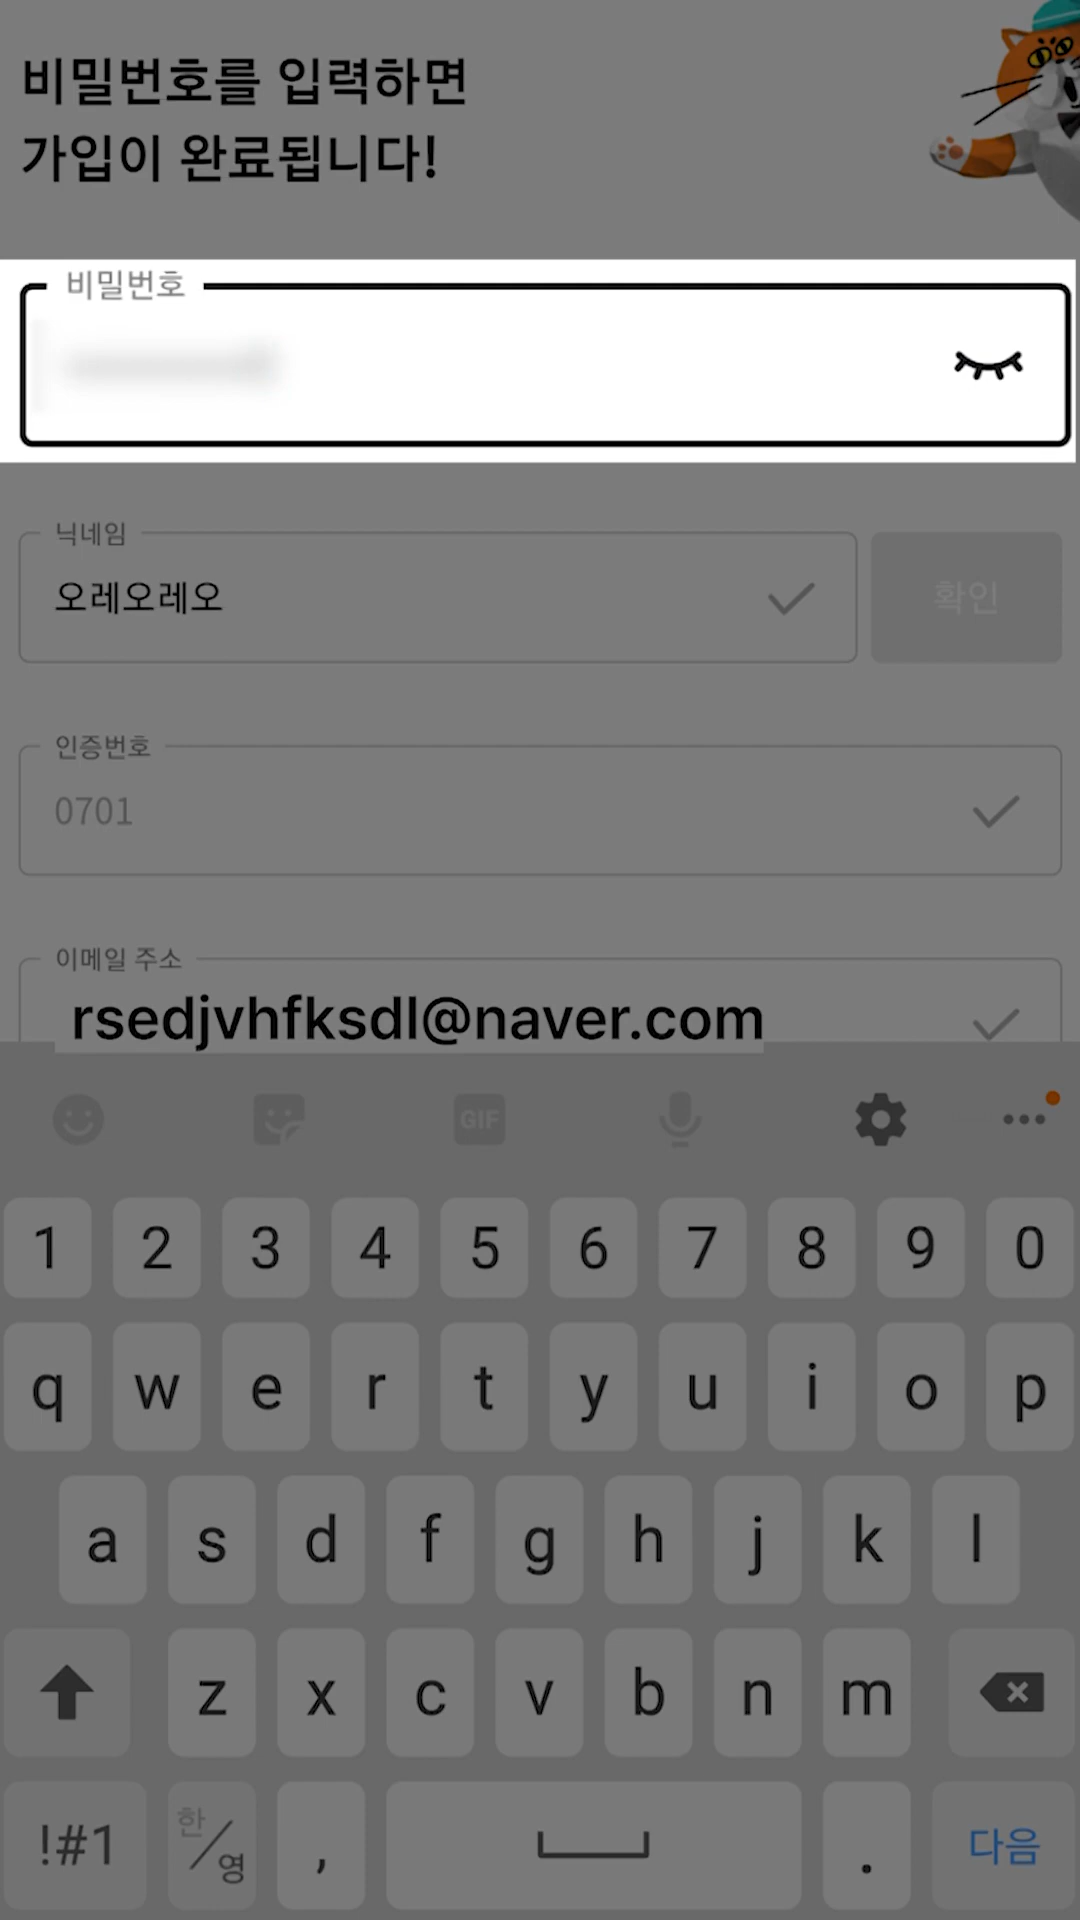 비밀번호를 입력하면
가입이 완료됩니다!
비밀번호
닉네임
오레오레오
확인
인증번호
0701
이메일 주소
rsedjvhfksdl@naver.com
GIF
1 2 3 4 5 6 7 8 9 0
q w e r t y u i o p
a s d f g h j k l
z x c v b n m
!#1 한/영 , . 다음